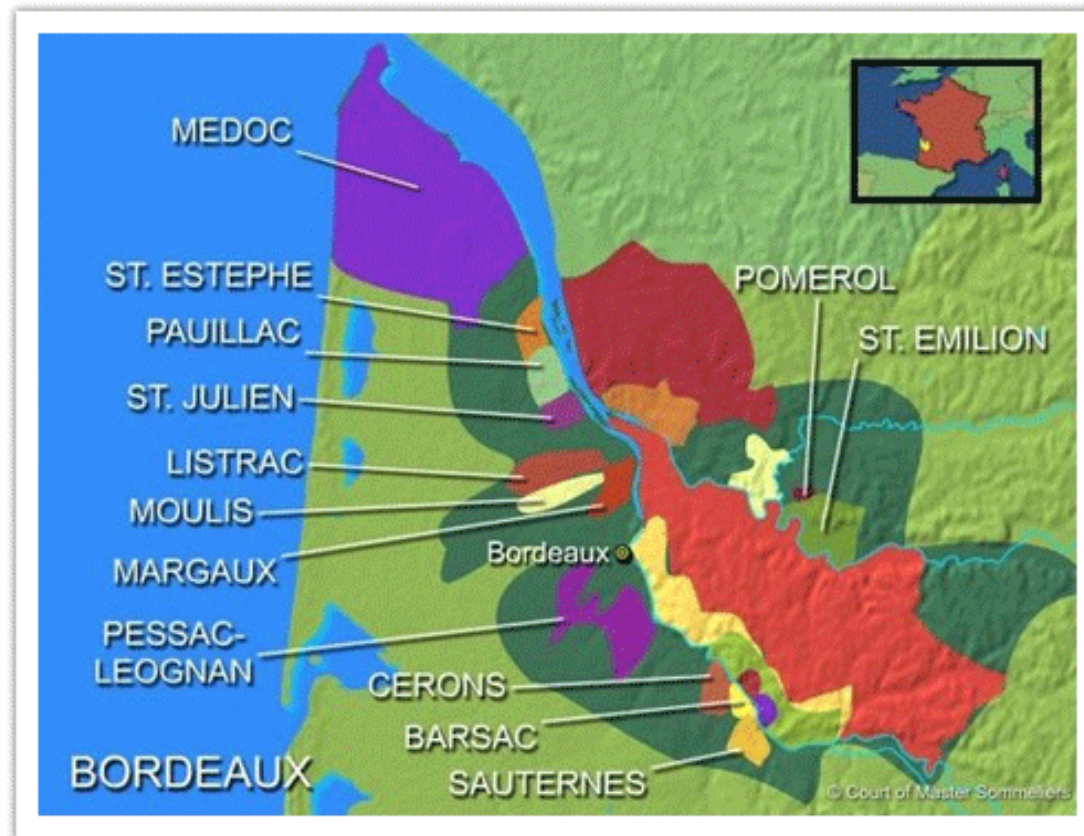 MEDOC
ST. ESTEPHE
POMEROL
PAUILLAC
ST. EMILION
ST. JULIEN
LISTRAC
MOULIS
Bordeaux
MARGAUX
PESSAC-
LEOGNAN
CERONS
BARSAC
BORDEAUX
SAUTERNES
© Court of Master Sommeliers